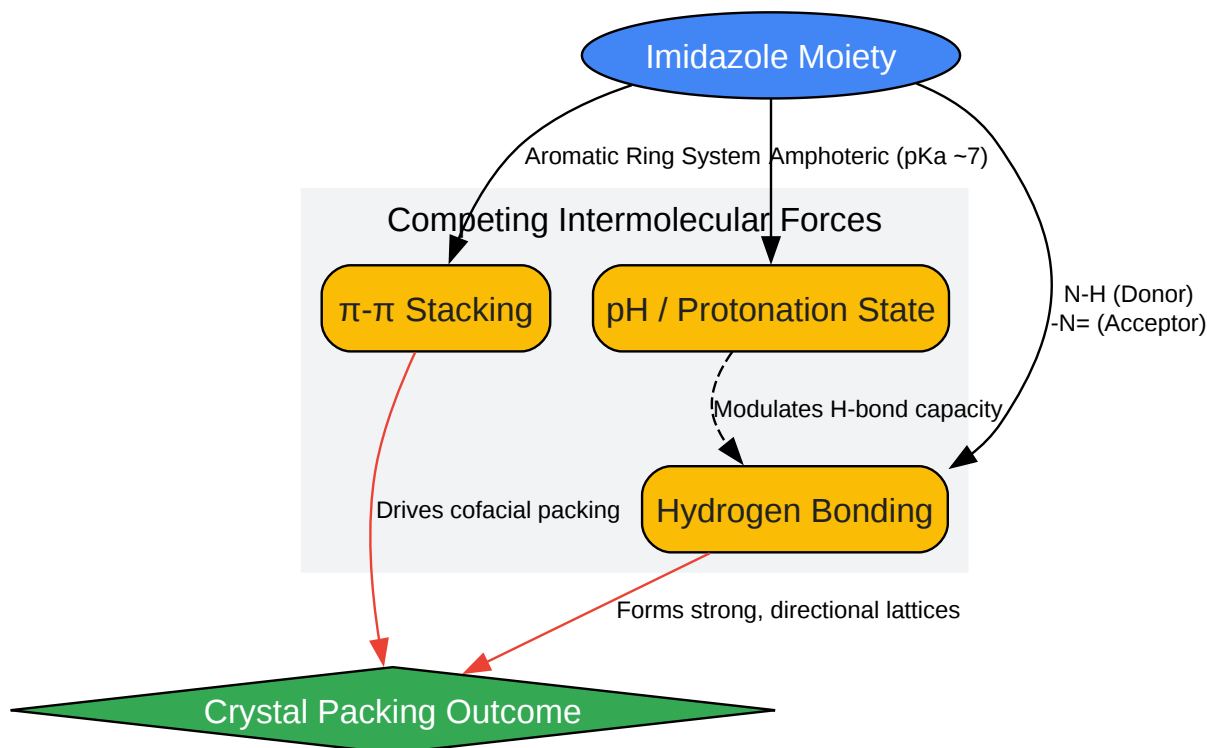 Imidazole Moiety
Aromatic Ring System
Amphoteric (pKa ~7)
Competing Intermolecular Forces
π-π Stacking
pH / Protonation State
N-H (Donor)
-N= (Acceptor)
Modulates H-bond capacity
Drives cofacial packing
Hydrogen Bonding
Forms strong, directional lattices
Crystal Packing Outcome